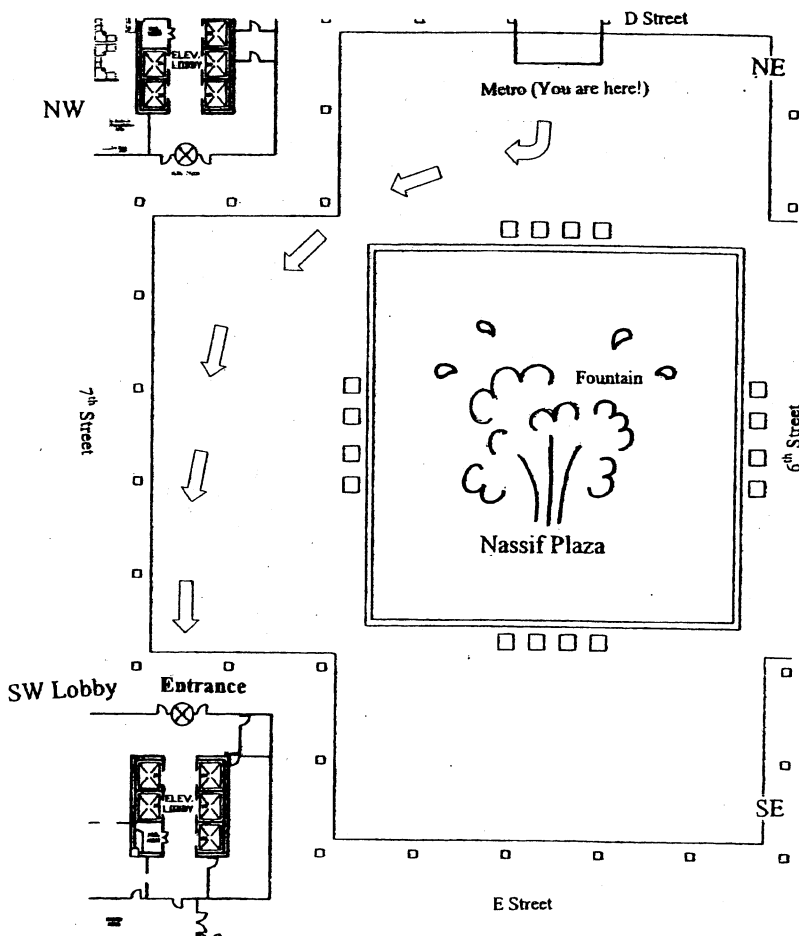 D Street
ELEV.
LOBBY
NE
NW
Metro (You are here!)
7th Street
Fountain
9th Street
Nassif Plaza
SW Lobby
Entrance
ELEV.
LOBBY
SE
E Street